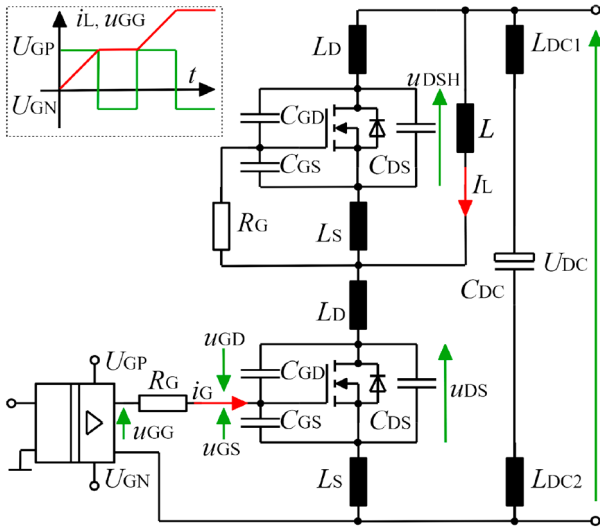 iL, uGG
UGP
t
UGN
LD
LDC1
uDSH
CGD
L
CGS
CDS
IL
RG
LS
UDC
CDC
LD
uGD
UGP
RG
iG
CGD
uDS
uGG
CGS
CDS
uGS
UGN
LS
LDC2